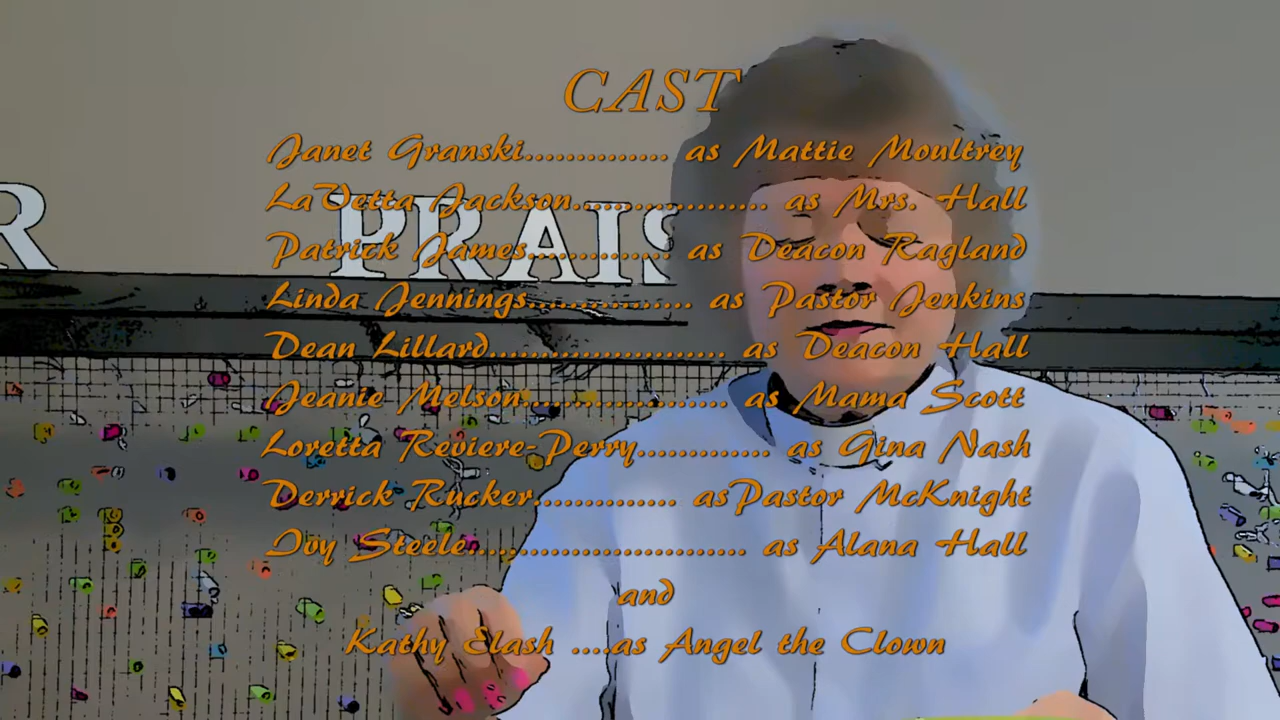 CAST
Janet Granski.............. as Mattie Moultrey
LaVetta Jackson.................. as Mrs. Hall
R PRAIS
Patrick James.............. as Deacon Ragland
Linda Jennings................ as Pastor Jenkins
Dean Lillard....................... as Deacon Hall
Jeanie Melson.................... as Mama Scott
Loretta Reviere-Perry............. as Gina Nash
Derrick Rucker.............. asPastor McKnight
Ivy Steele........................... as Alana Hall
and
Kathy Elash ....as Angel the Clown